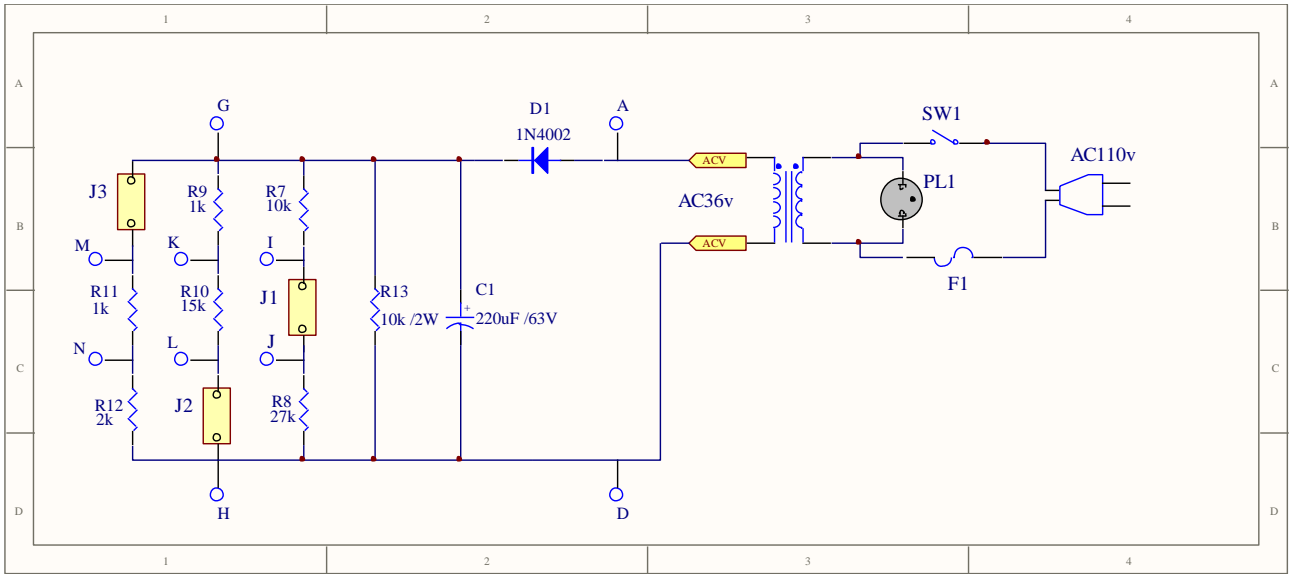 1 2 3 4
A A
G
D1
1N4002
A
SW1
AC110v
ACV
J3
R9
1k
R7
10k
PL1
AC36v
B B
M
K
I
ACV
F1
R11
1k
R10
15k
J1
R13
10k /2W
C1
+
220uF /63V
N
L
J
C C
R12
2k
J2
R8
27k
D D
H
D
1 2 3 4